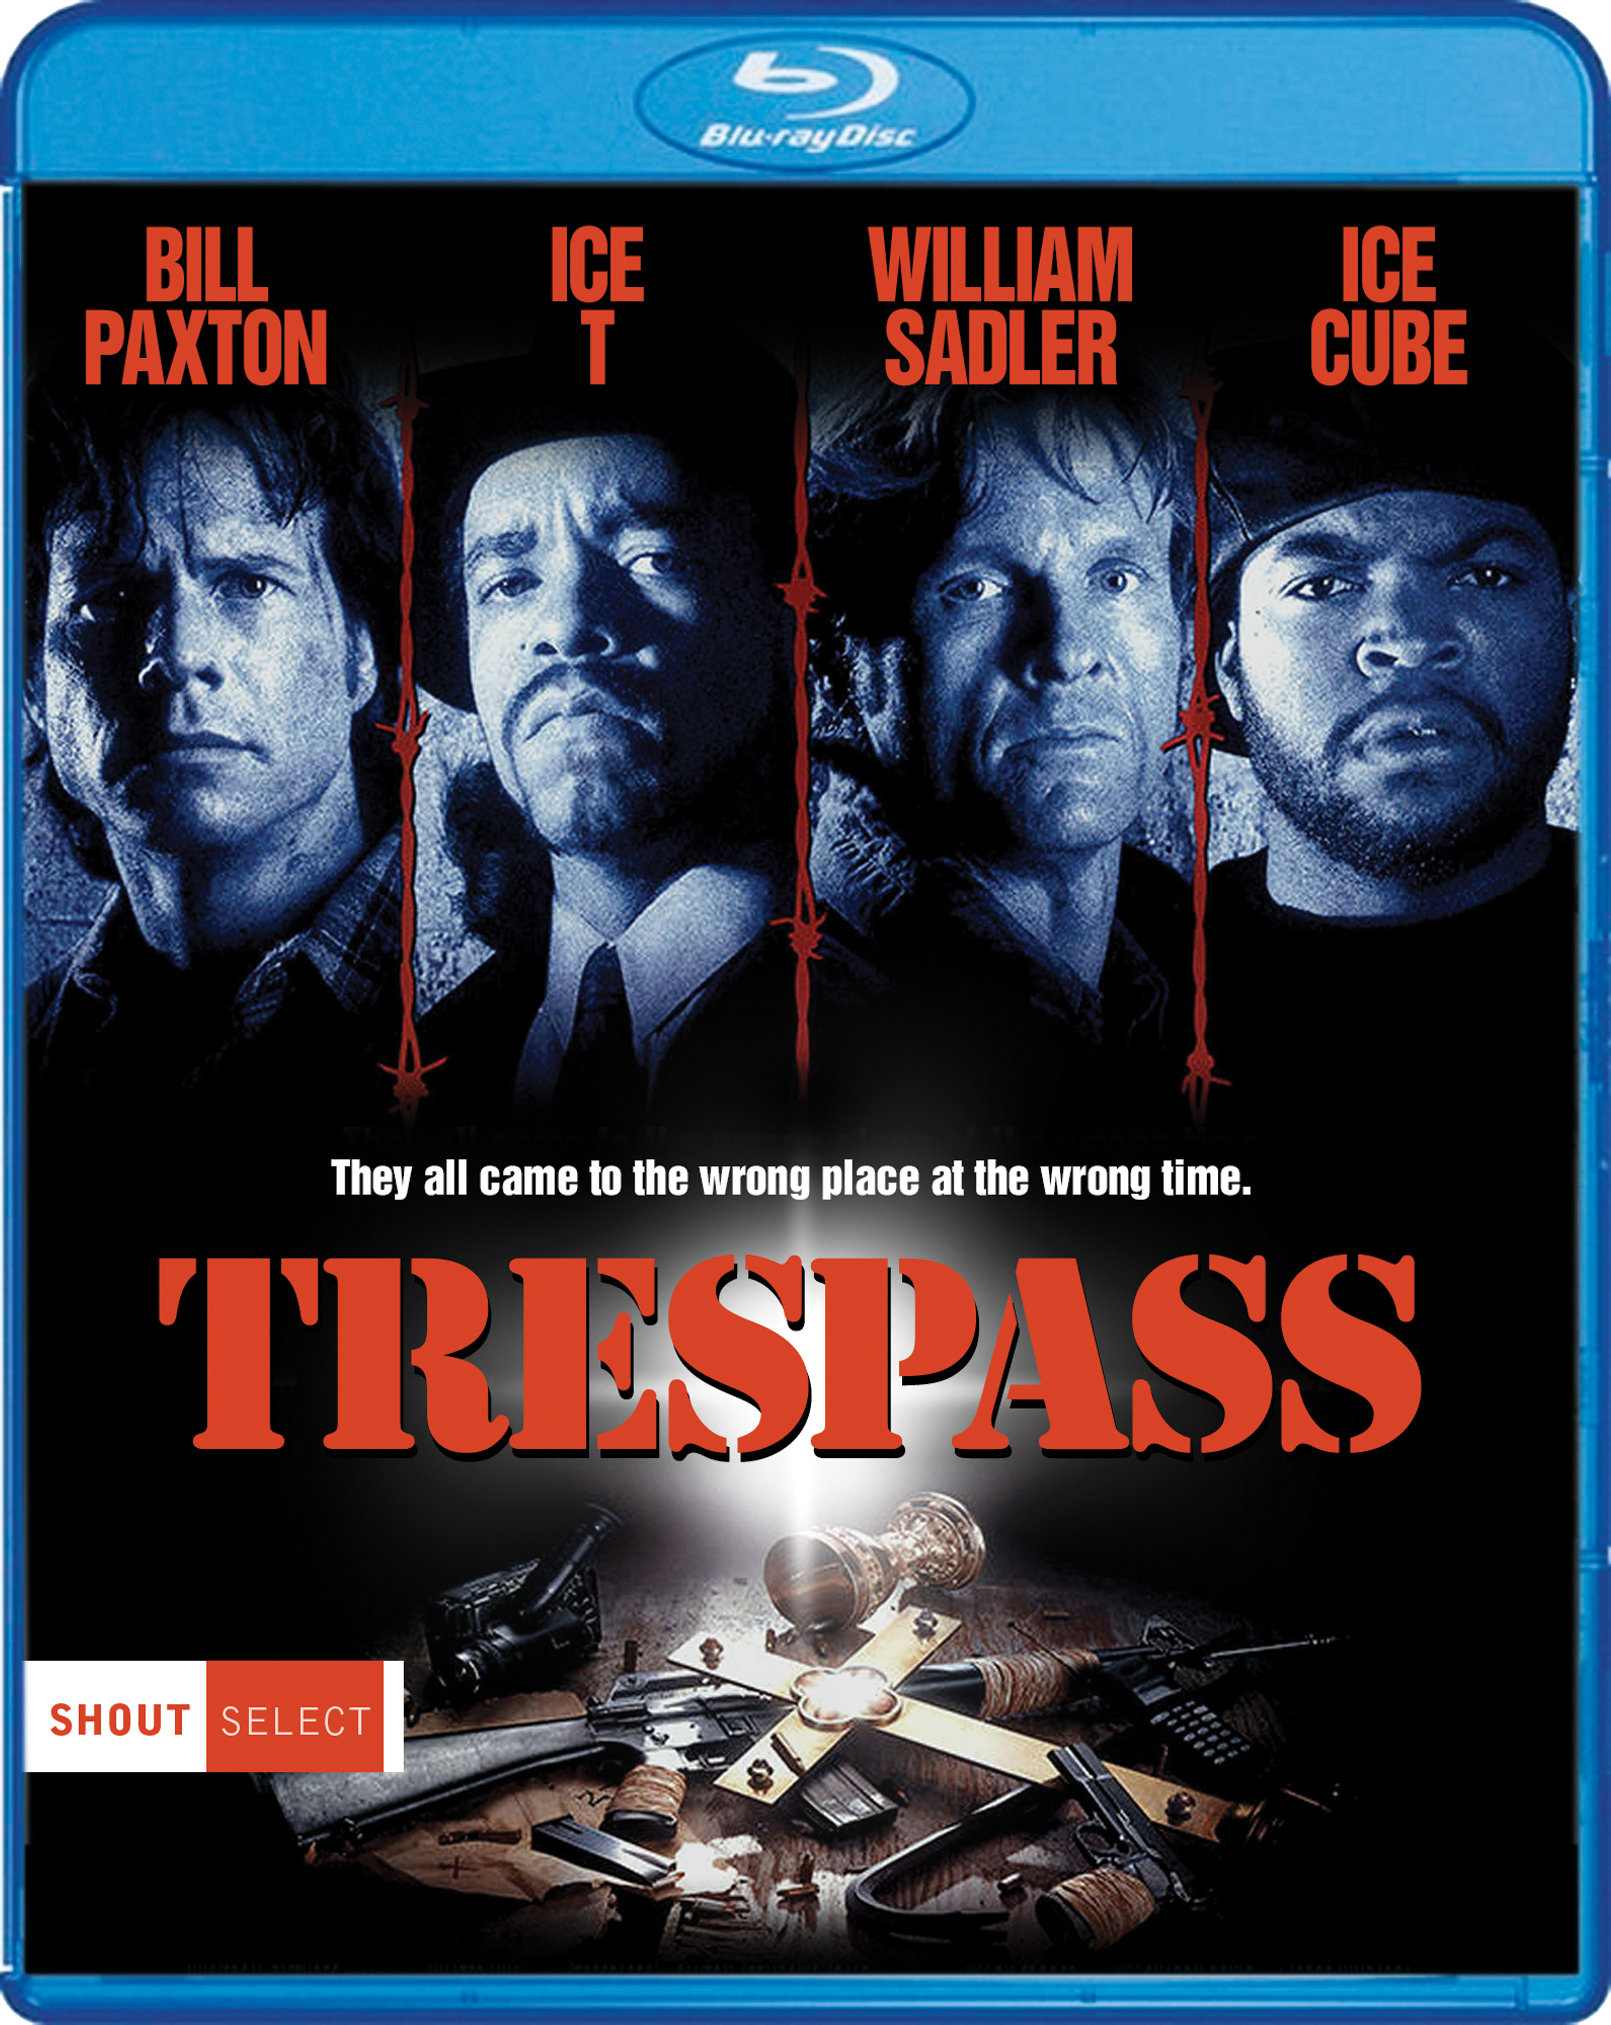 Blu-ray Disc
BILL PAXTON
ICE T
WILLIAM SADLER
ICE CUBE
They all came to the wrong place at the wrong time.
TRESPASS
SHOUT SELECT